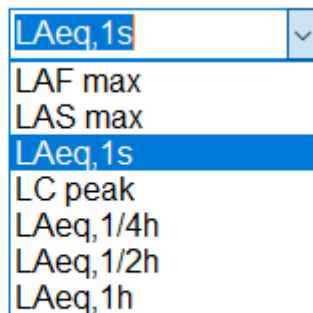 LAeq,1s
LAF max
LAS max
LAeq,1s
LC peak
LAeq,1/4h
LAeq,1/2h
LAeq,1h